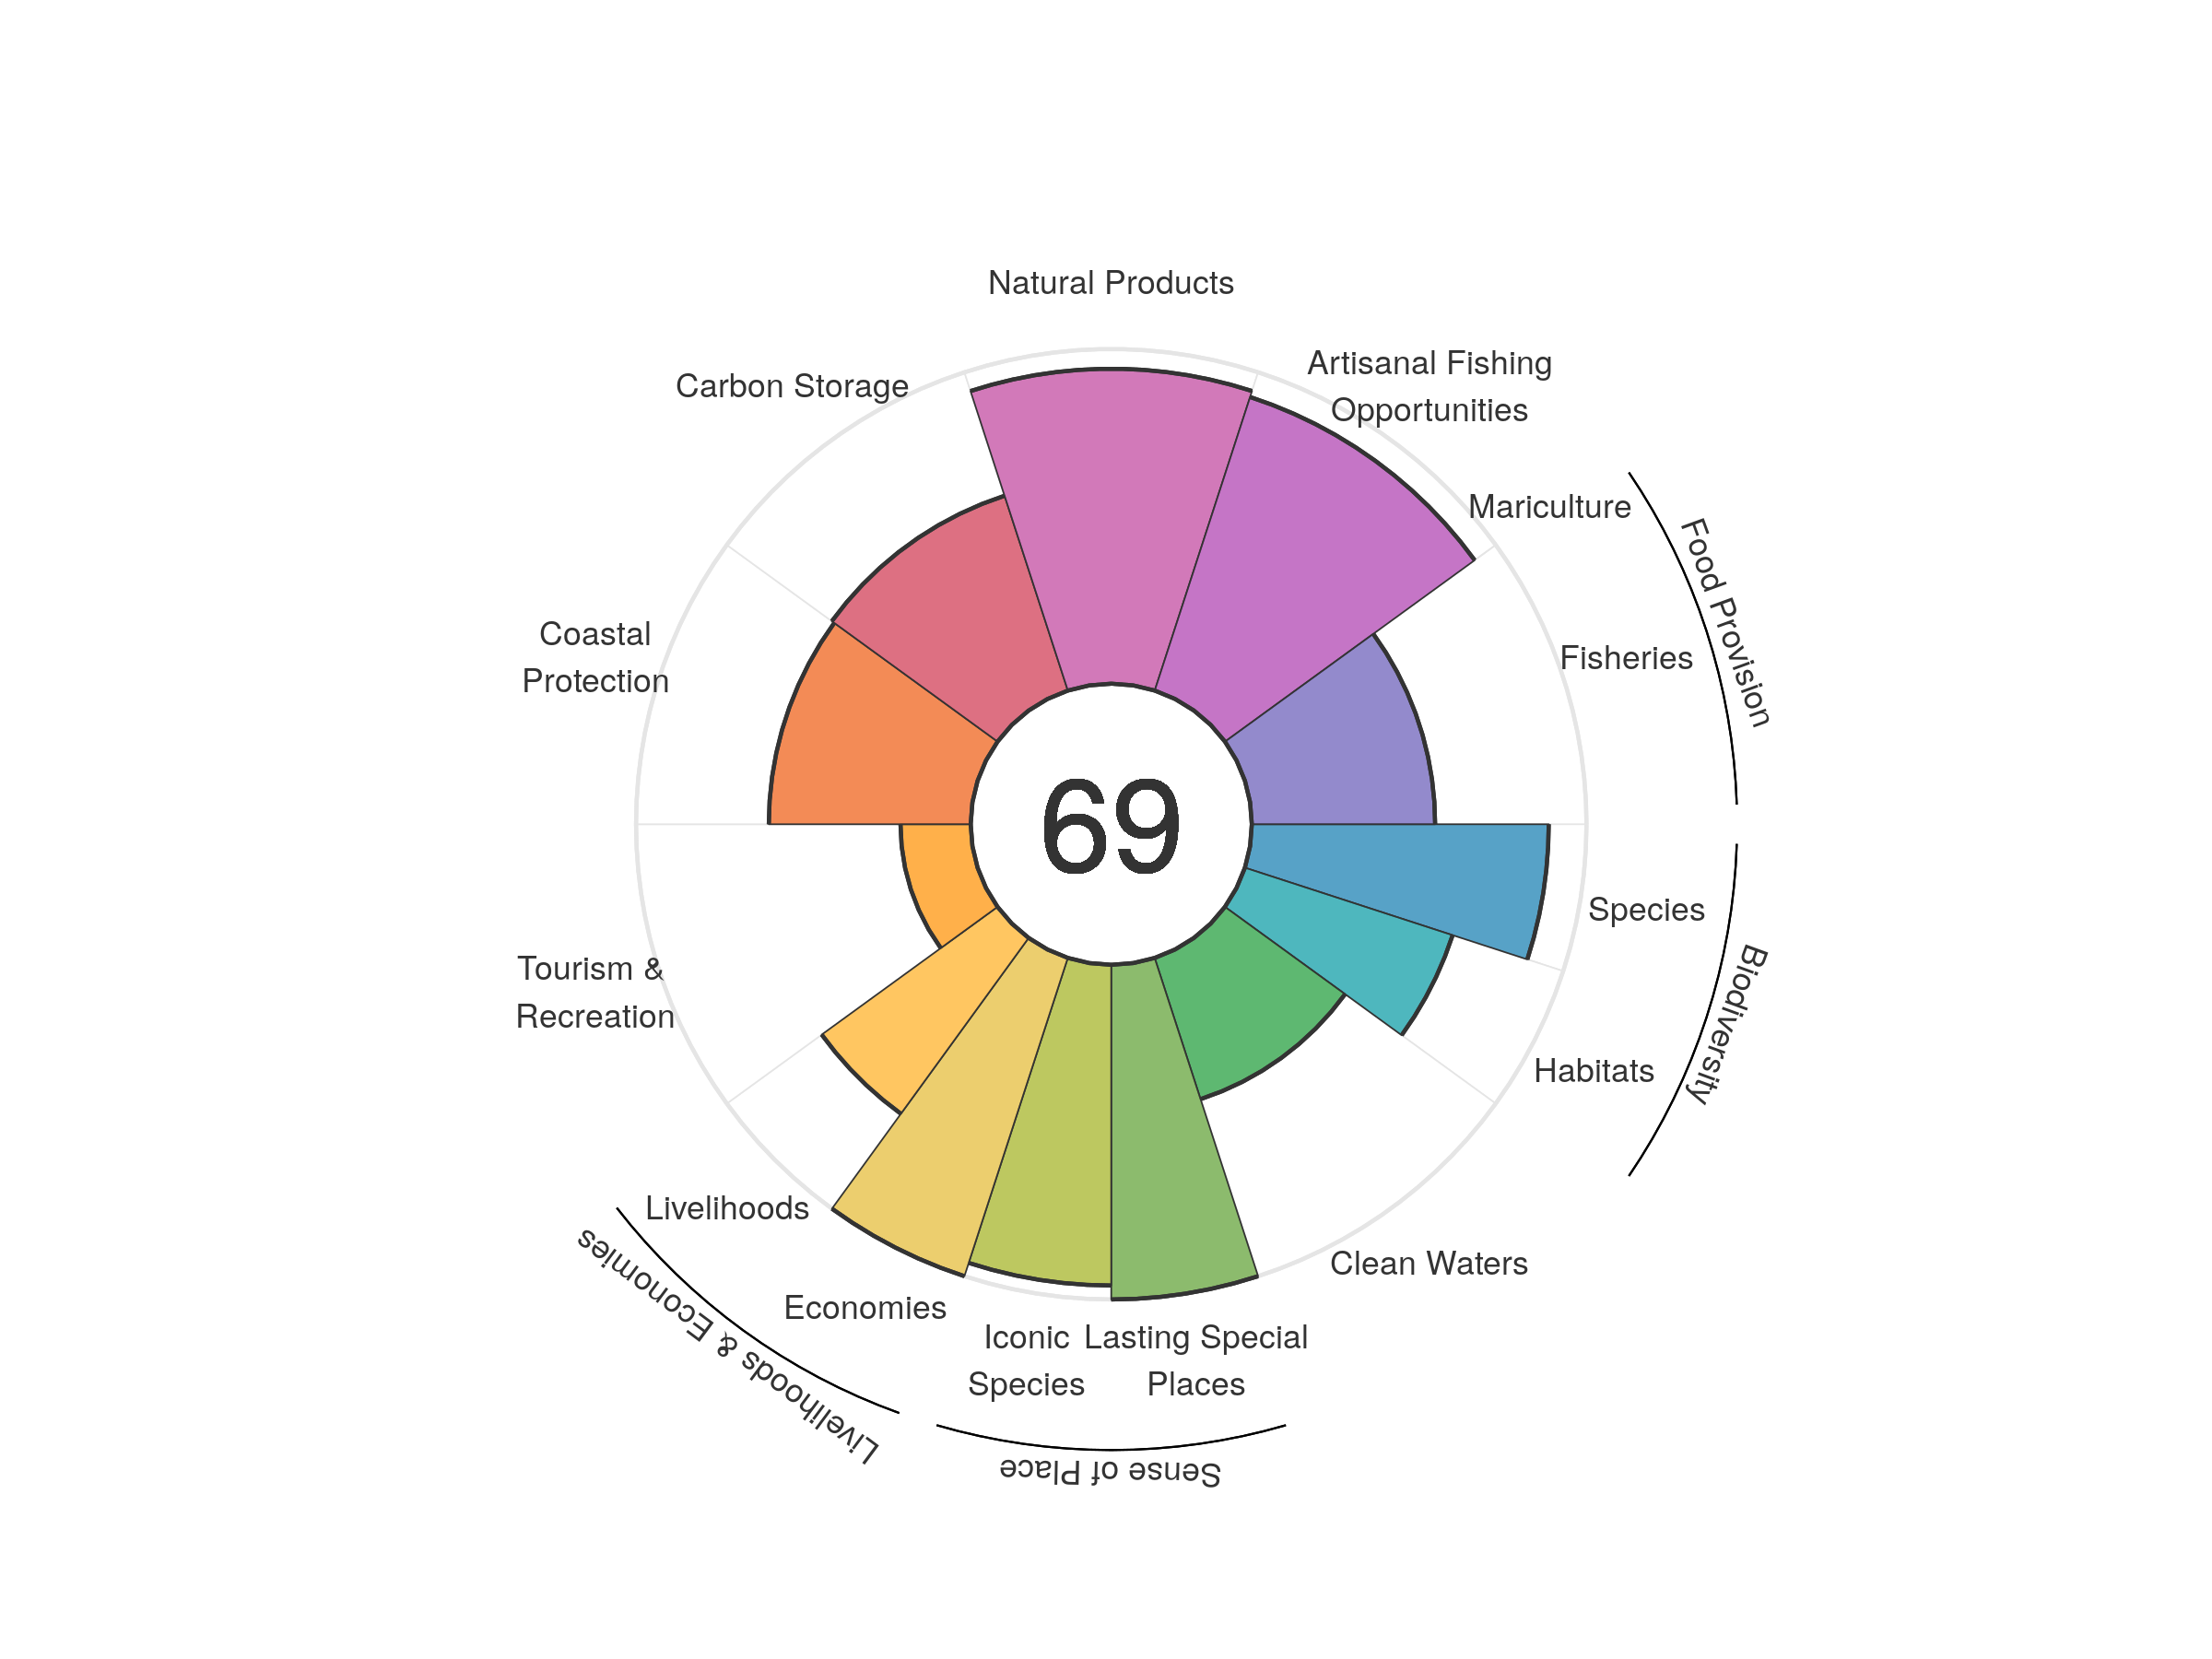 Natural Products
Artisanal Fishing
Opportunities
Carbon Storage
Mariculture
Food Provision
Fisheries
Coastal
Protection
69
Species
Biodiversity
Tourism &
Recreation
Habitats
Livelihoods
Livelihoods & Economies
Clean Waters
Economies
Iconic
Species
Lasting Special
Places
Sense of Place